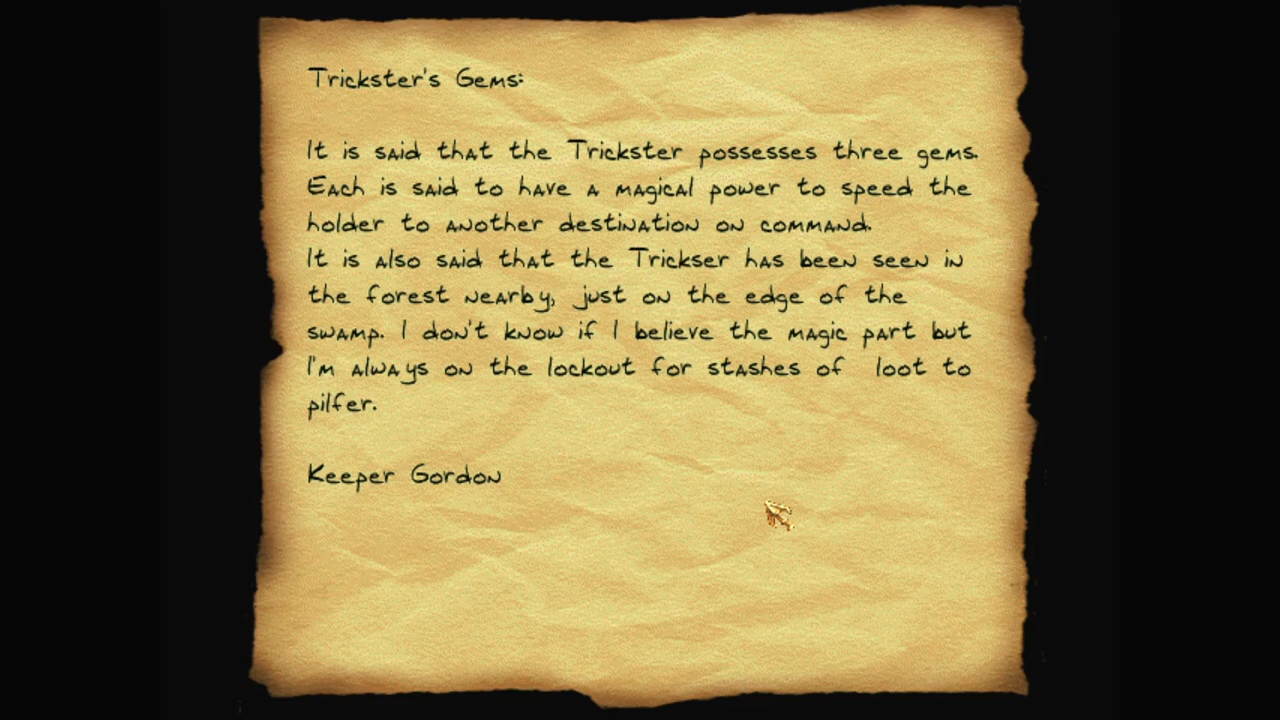 Trickster's Gems:
It is said that the Trickster possesses three gems.
Each is said to have a magical power to speed the
holder to another destination on command.
It is also said that the Trickser has been seen in
the forest nearby, just on the edge of the
swamp. I don't know if I believe the magic part but
I'm always on the lockout for stashes of  loot to
pilfer.
Keeper Gordon